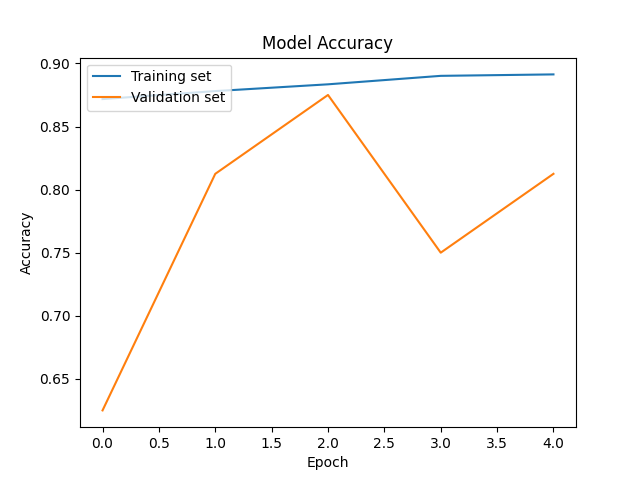 Model Accuracy
Training set
Validation set
0.90
0.85
0.80
0.75
0.70
0.65
Accuracy
0.0 0.5 1.0 1.5 2.0 2.5 3.0 3.5 4.0
Epoch